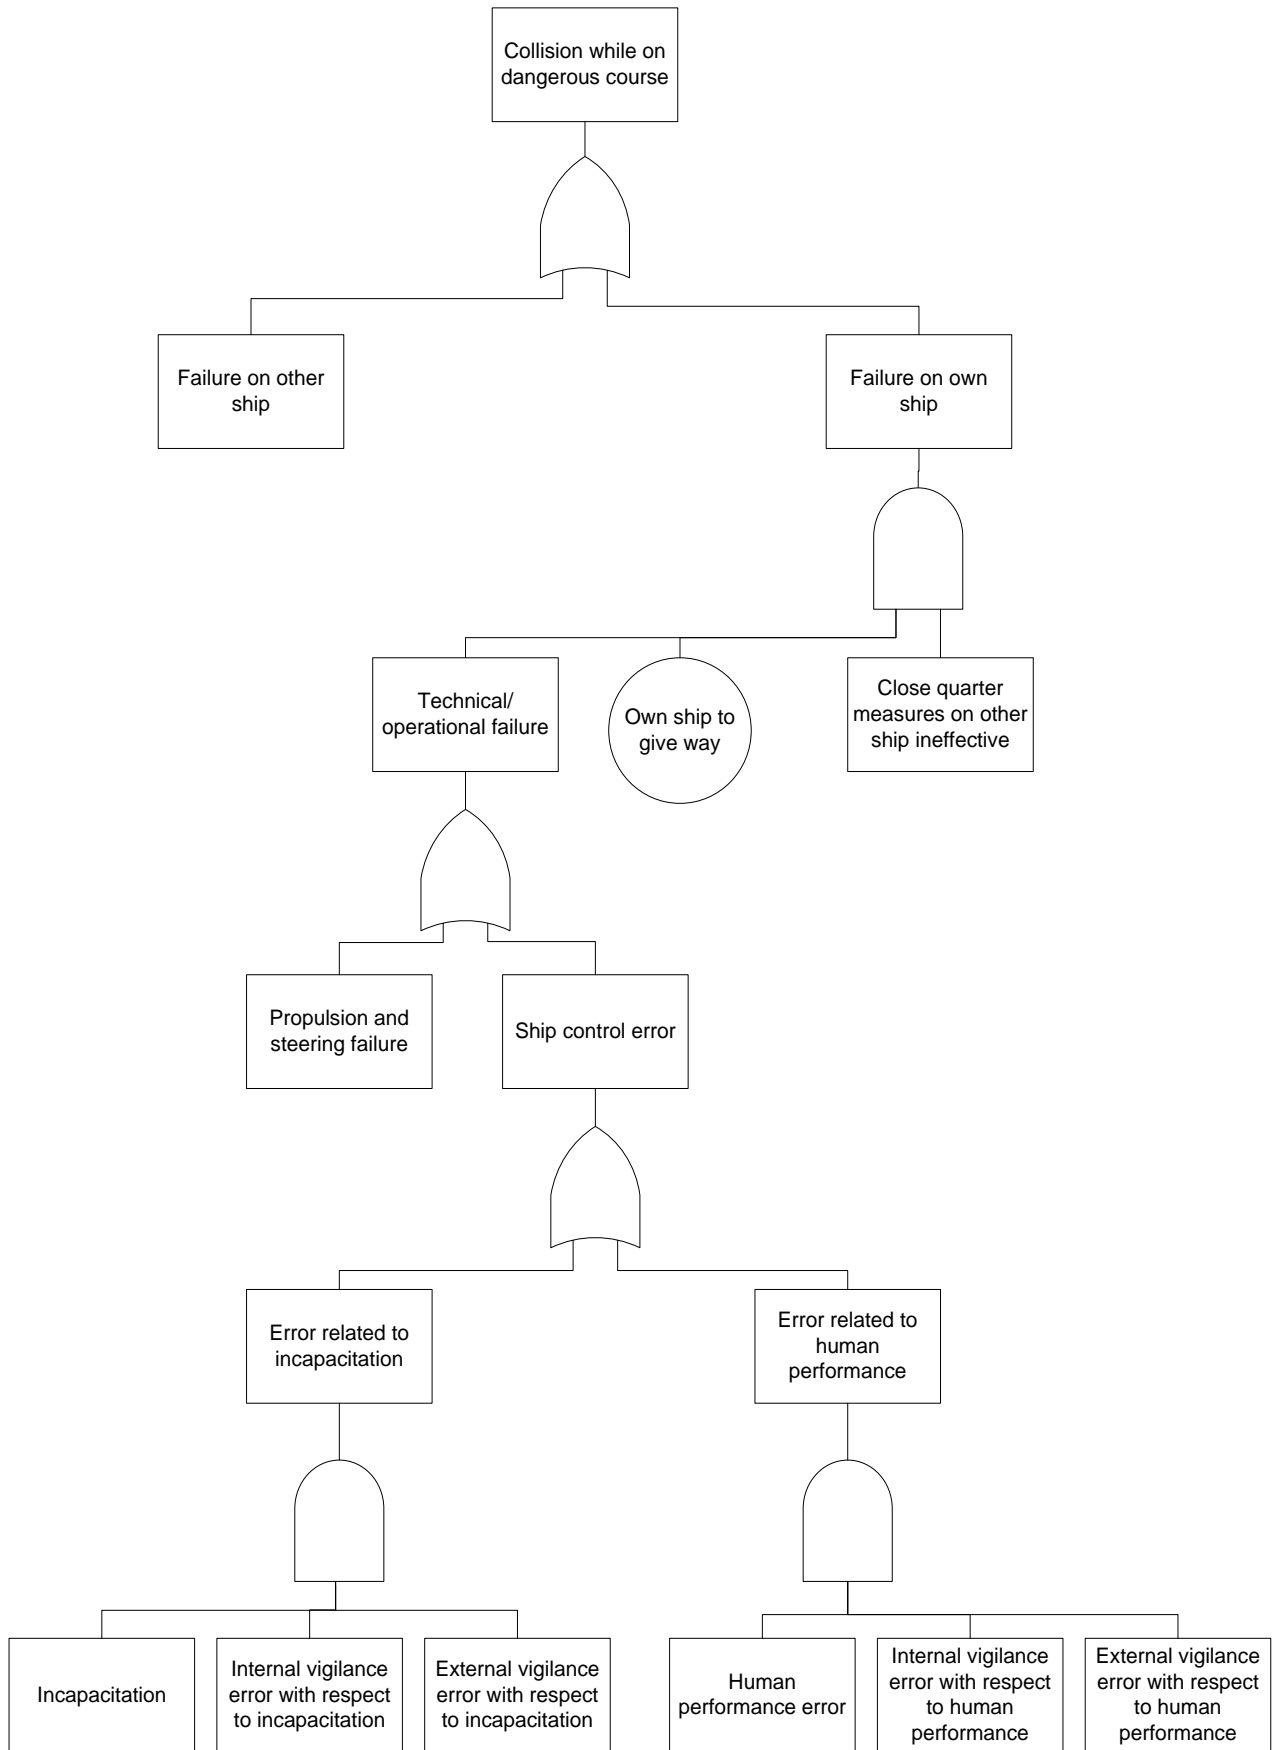 Collision while on
dangerous course
Failure on other
ship
Failure on own
ship
Technical/
operational failure
Own ship to
give way
Close quarter
measures on other
ship ineffective
Propulsion and
steering failure
Ship control error
Error related to
incapacitation
Error related to
human
performance
Incapacitation
Internal vigilance
error with respect
to incapacitation
External vigilance
error with respect
to incapacitation
Human
performance error
Internal vigilance
error with respect
to human
performance
External vigilance
error with respect
to human
performance